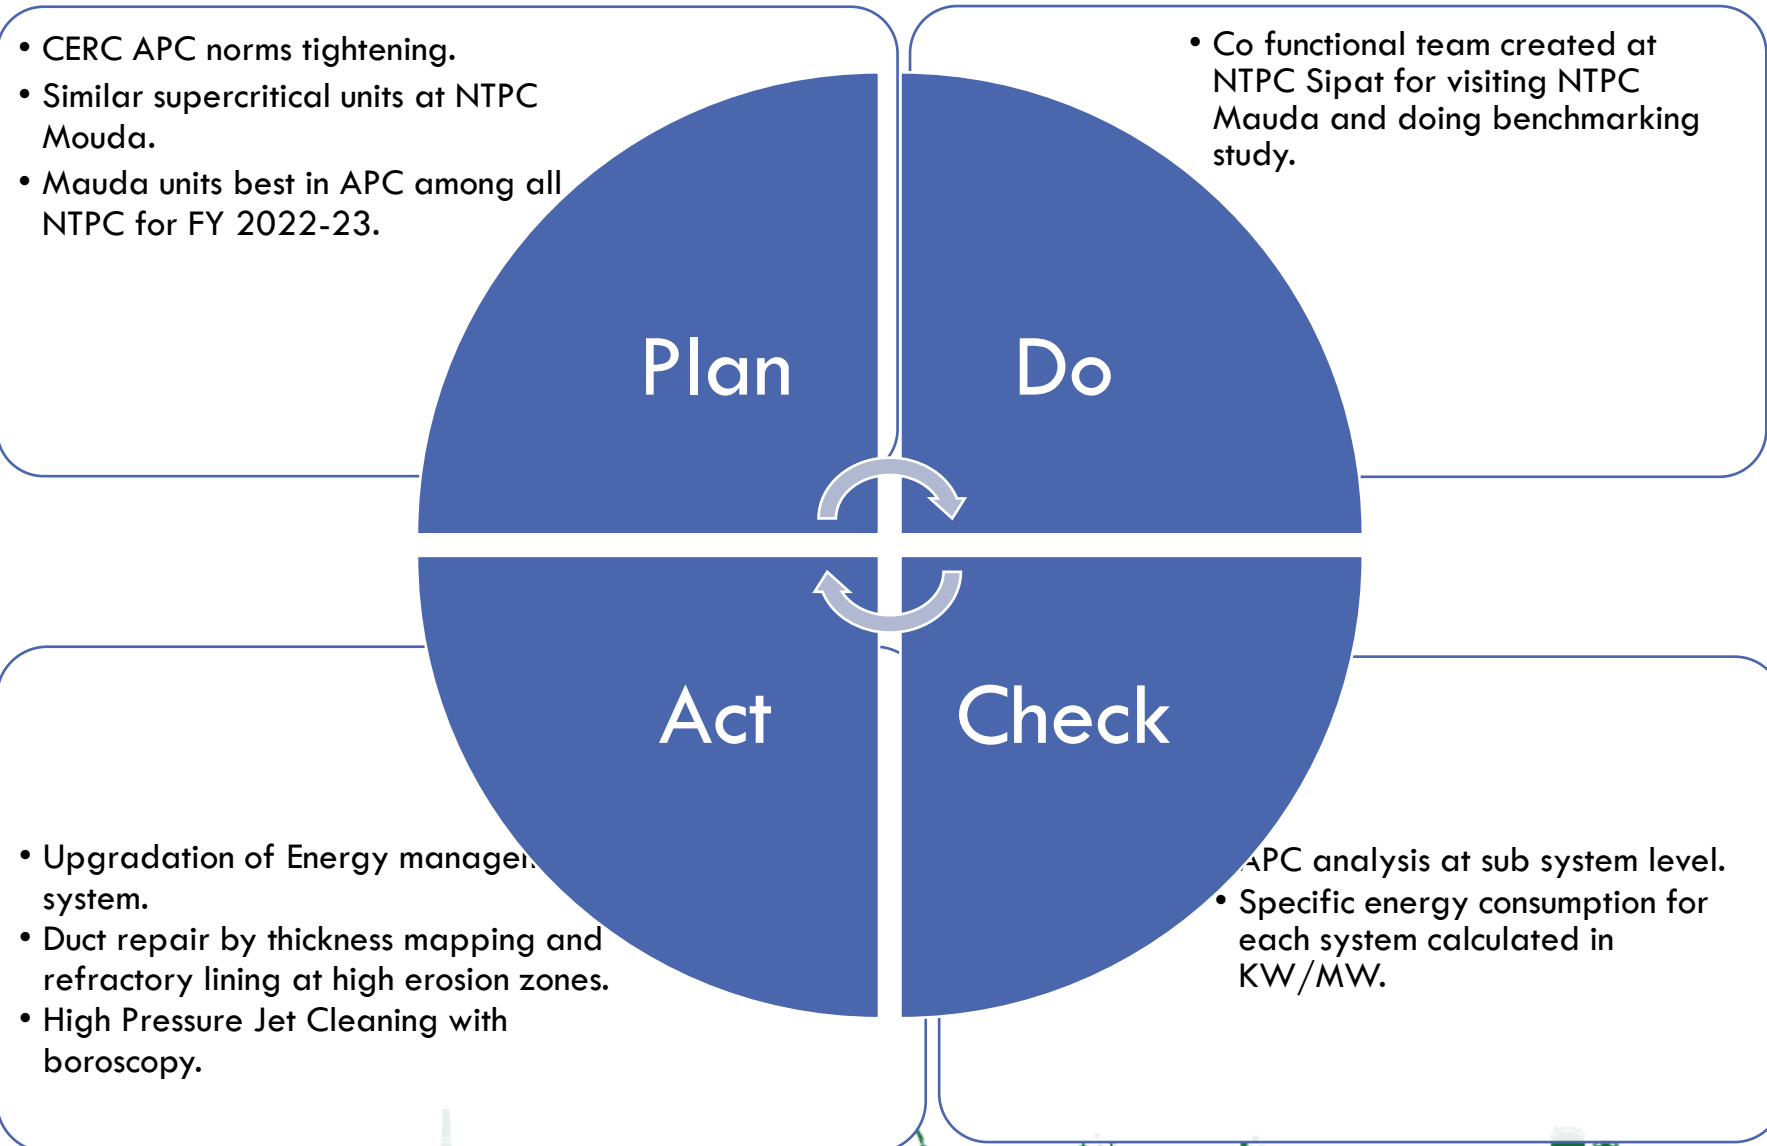 • CERC APC norms tightening.
• Similar supercritical units at NTPC
Mouda.
• Mauda units best in APC among all
NTPC for FY 2022-23.
• Co functional team created at
NTPC Sipat for visiting NTPC
Mauda and doing benchmarking
study.
Plan
Do
Act
Check
• Upgradation of Energy
system.
• Duct repair by thickness mapping and
refractory lining at high erosion zones.
• High Pressure Jet Cleaning with
boroscopy.
APC analysis at sub system level.
• Specific energy consumption for
each system calculated in
KW/MW.